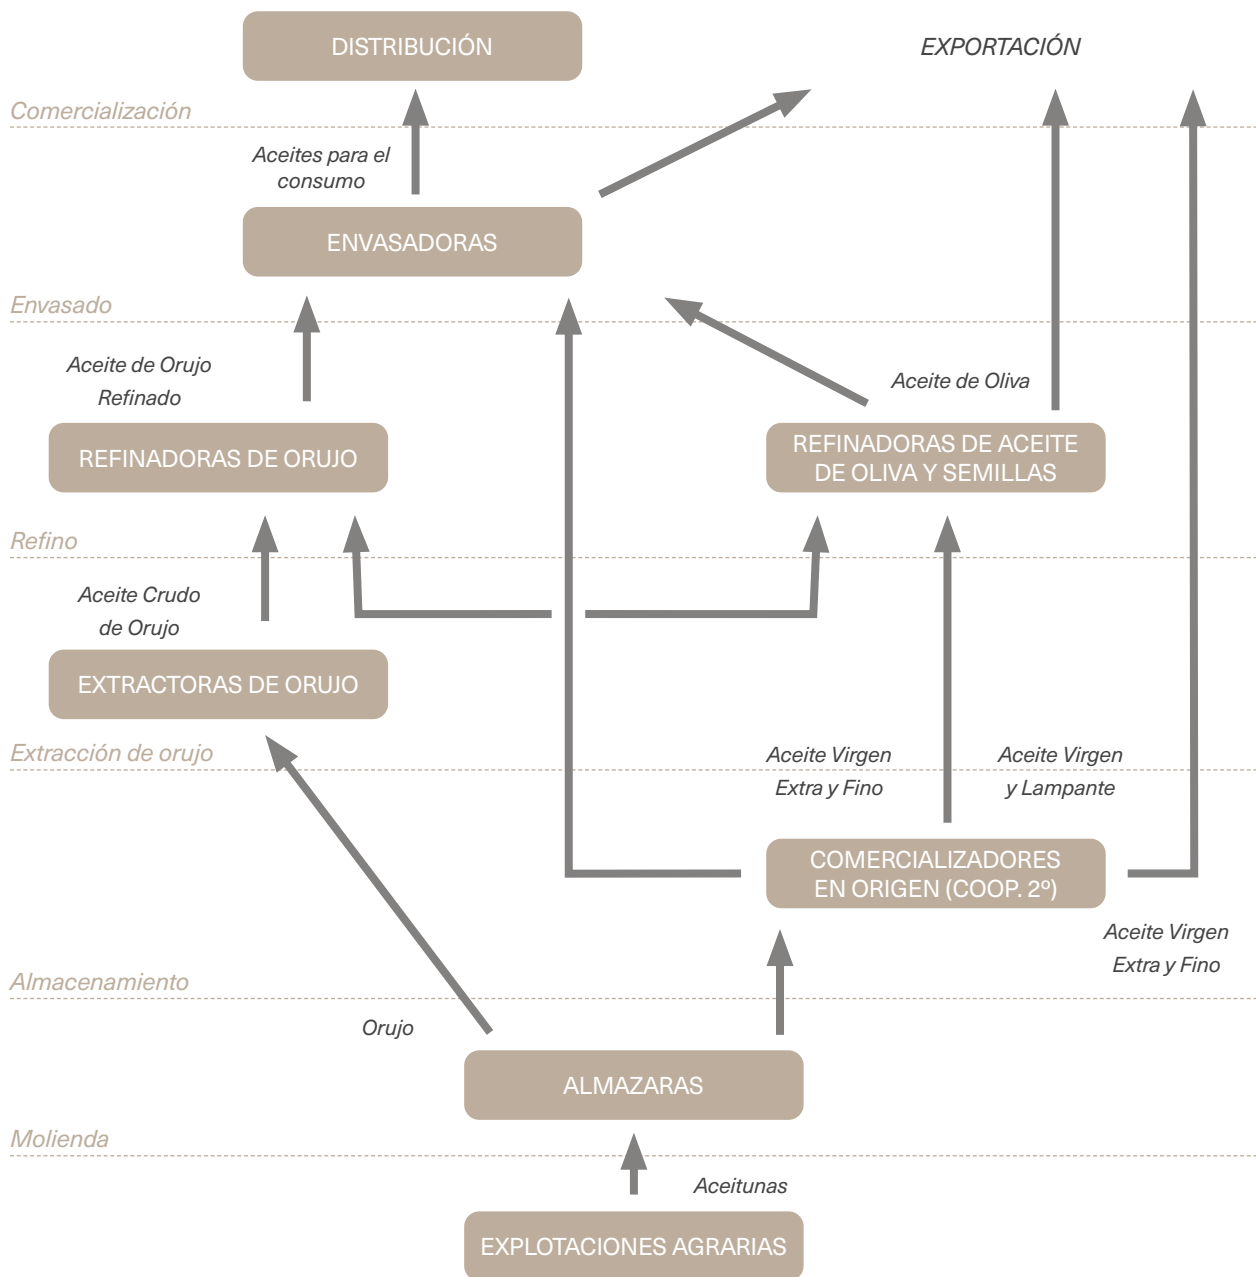 DISTRIBUCIÓN
EXPORTACIÓN
Comercialización
Aceites para el
consumo
ENVASADORAS
Envasado
Aceite de Orujo
Refinado
Aceite de Oliva
REFINADORAS DE ORUJO
REFINADORAS DE ACEITE
DE OLIVA Y SEMILLAS
Refino
Aceite Crudo
de Orujo
EXTRACTORAS DE ORUJO
Extracción de orujo
Aceite Virgen
Extra y Fino
Aceite Virgen
y Lampante
COMERCIALIZADORES
EN ORIGEN (COOP. 2º)
Aceite Virgen
Extra y Fino
Almacenamiento
Orujo
ALMAZARAS
Molienda
Aceitunas
EXPLOTACIONES AGRARIAS